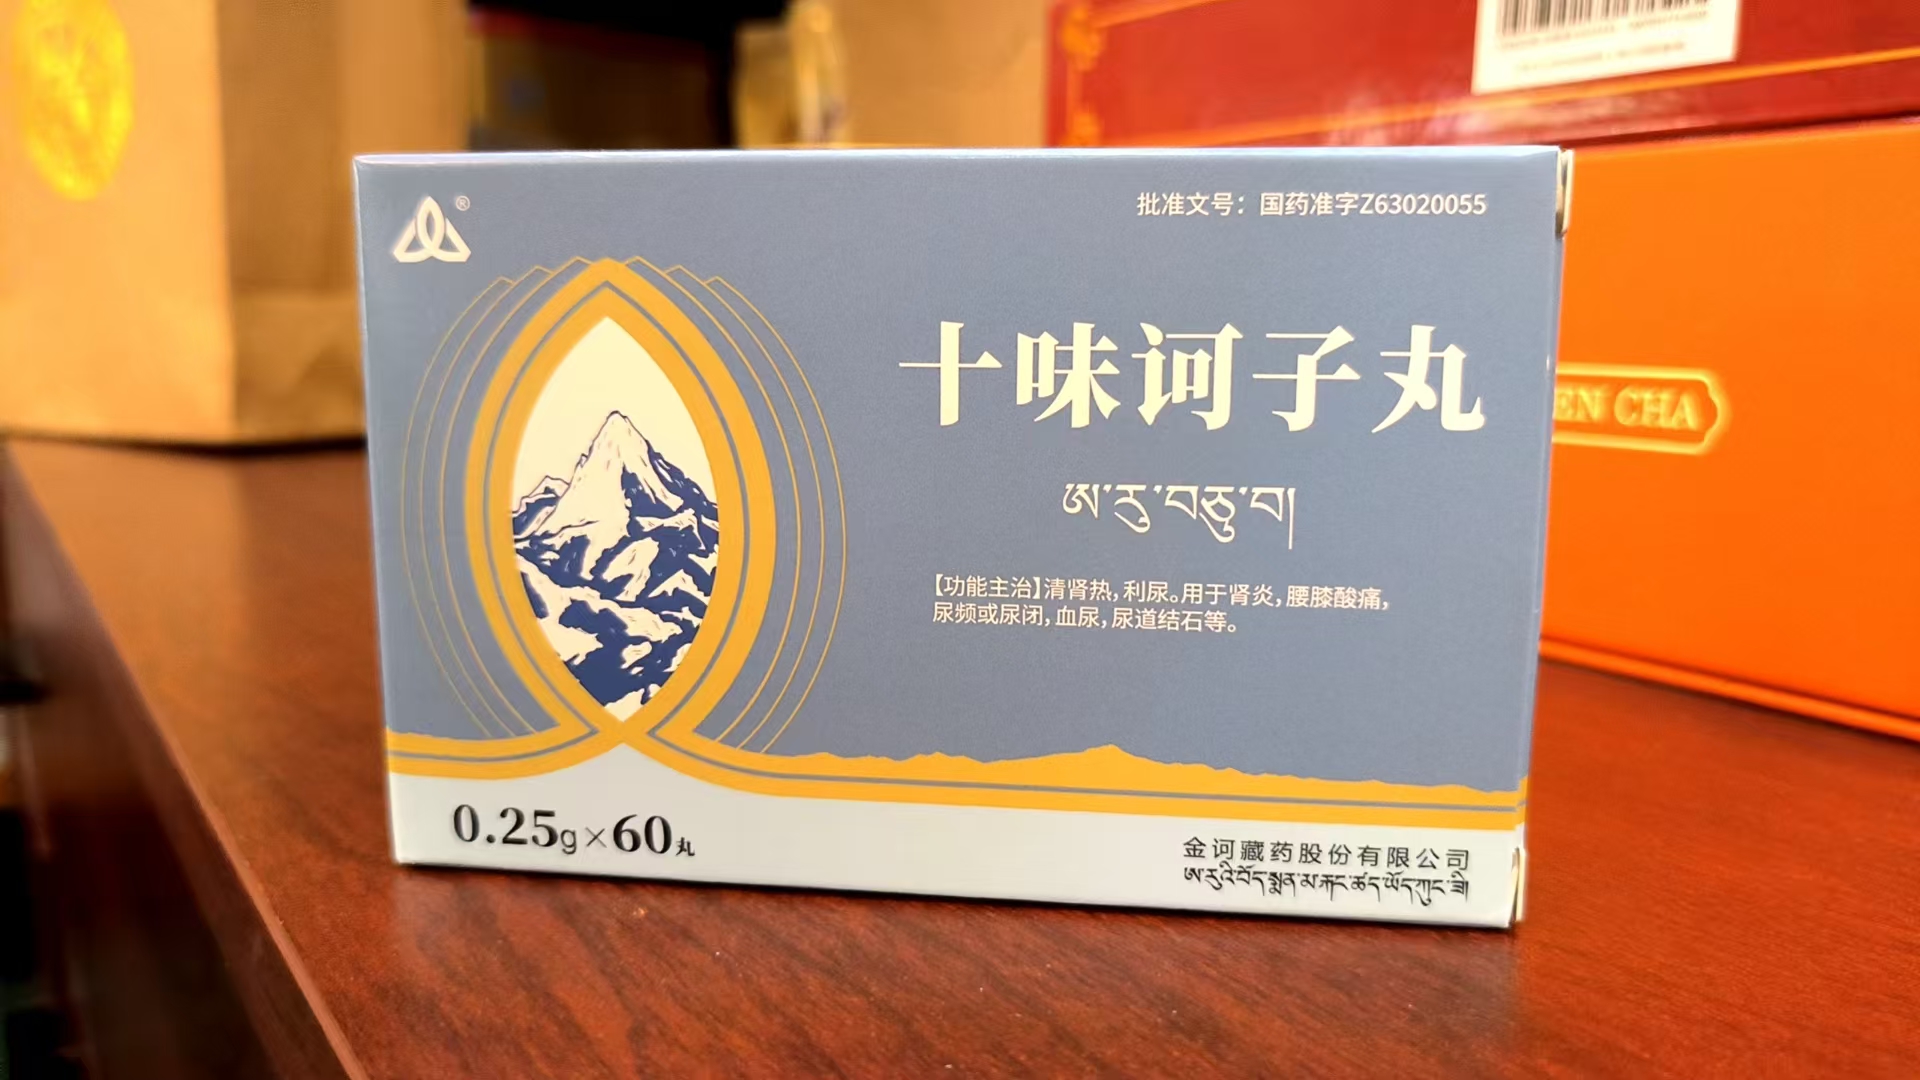 ®
批准文号：国药准字Z63020055
十味诃子丸
ཨ་རུ་བཅུ་བ།
【功能主治】清肾热，利尿。用于肾炎，腰膝酸痛，
尿频或尿闭，血尿，尿道结石等。
0.25g×60丸
金诃藏药股份有限公司
ཨ་རུའི་བོད་སྨན་མ་རྐང་ཚད་ཡོད་ཀུང་ཟི།
EN CHA